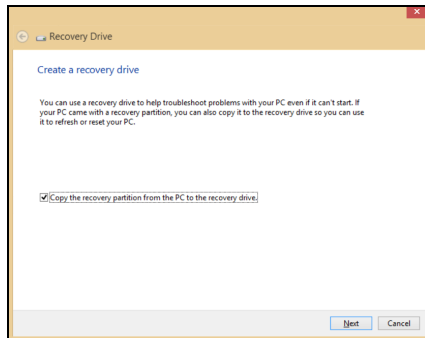 Recovery Drive
Create a recovery drive
You can use a recovery drive to help troubleshoot problems with your PC even if it can't start. If
your PC came with a recovery partition, you can also copy it to the recovery drive so you can use
it to refresh or reset your PC.
Copy the recovery partition from the PC to the recovery drive.
Next Cancel